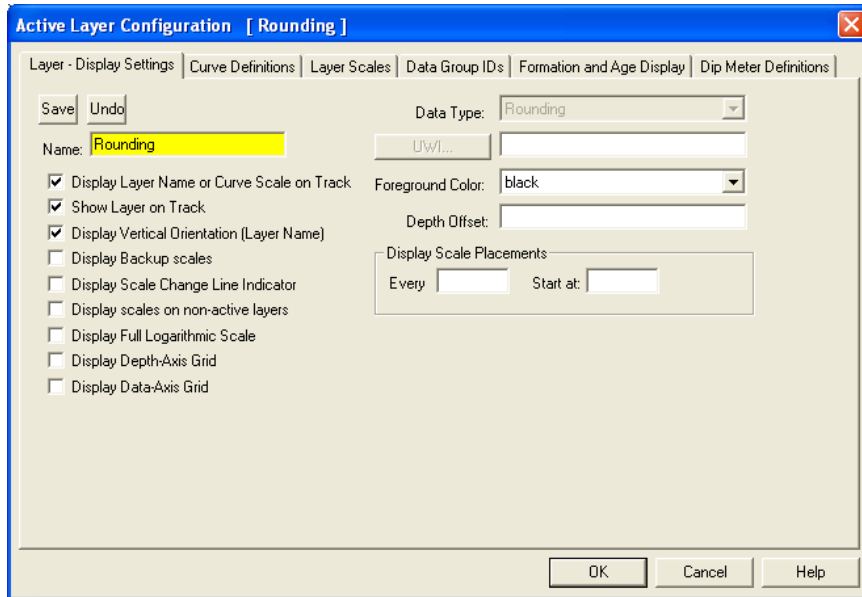 Active Layer Configuration [ Rounding ]
Layer - Display Settings Curve Definitions Layer Scales Data Group IDs Formation and Age Display Dip Meter Definitions
Save Undo
Name: Rounding
Display Layer Name or Curve Scale on Track
Show Layer on Track
Display Vertical Orientation (Layer Name)
Display Backup scales
Display Scale Change Line Indicator
Display scales on non-active layers
Display Full Logarithmic Scale
Display Depth-Axis Grid
Display Data-Axis Grid
Data Type: Rounding
UWI...
Foreground Color: black
Depth Offset:
Display Scale Placements
Every Start at:
OK Cancel Help